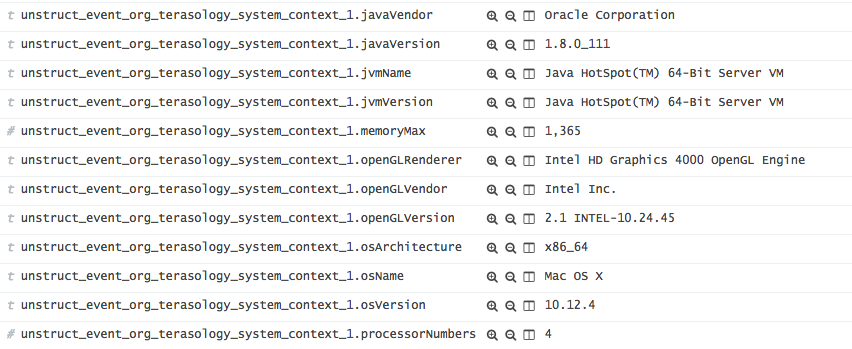 t unstruct_event_org_terasology_system_context_1.javaVendor Oracle Corporation
t unstruct_event_org_terasology_system_context_1.javaVersion 1.8.0_111
t unstruct_event_org_terasology_system_context_1.jvmName Java HotSpot(TM) 64-Bit Server VM
t unstruct_event_org_terasology_system_context_1.jvmVersion Java HotSpot(TM) 64-Bit Server VM
# unstruct_event_org_terasology_system_context_1.memoryMax 1,365
t unstruct_event_org_terasology_system_context_1.openGLRenderer Intel HD Graphics 4000 OpenGL Engine
t unstruct_event_org_terasology_system_context_1.openGLVendor Intel Inc.
t unstruct_event_org_terasology_system_context_1.openGLVersion 2.1 INTEL-10.24.45
t unstruct_event_org_terasology_system_context_1.osArchitecture x86_64
t unstruct_event_org_terasology_system_context_1.osName Mac OS X
t unstruct_event_org_terasology_system_context_1.osVersion 10.12.4
# unstruct_event_org_terasology_system_context_1.processorNumbers 4